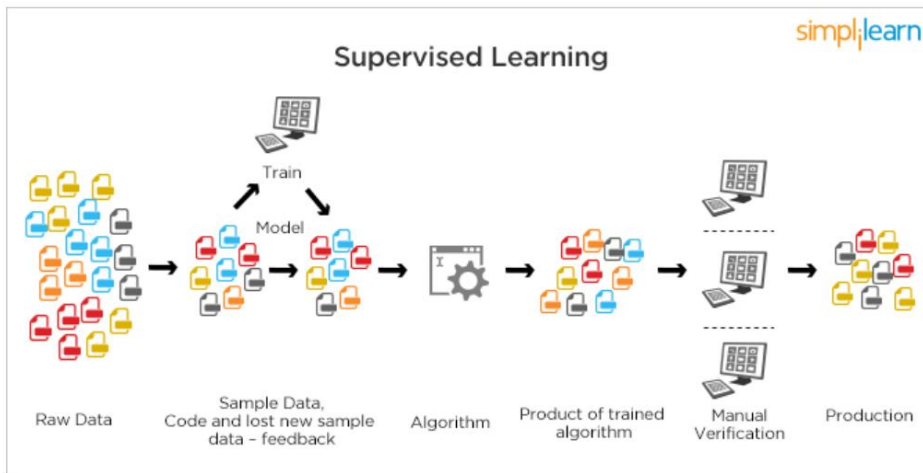 simplilearn
Supervised Learning
Train
Model
Raw Data
Sample Data,
Code and lost new sample
data – feedback
Algorithm
Product of trained
algorithm
Manual
Verification
Production